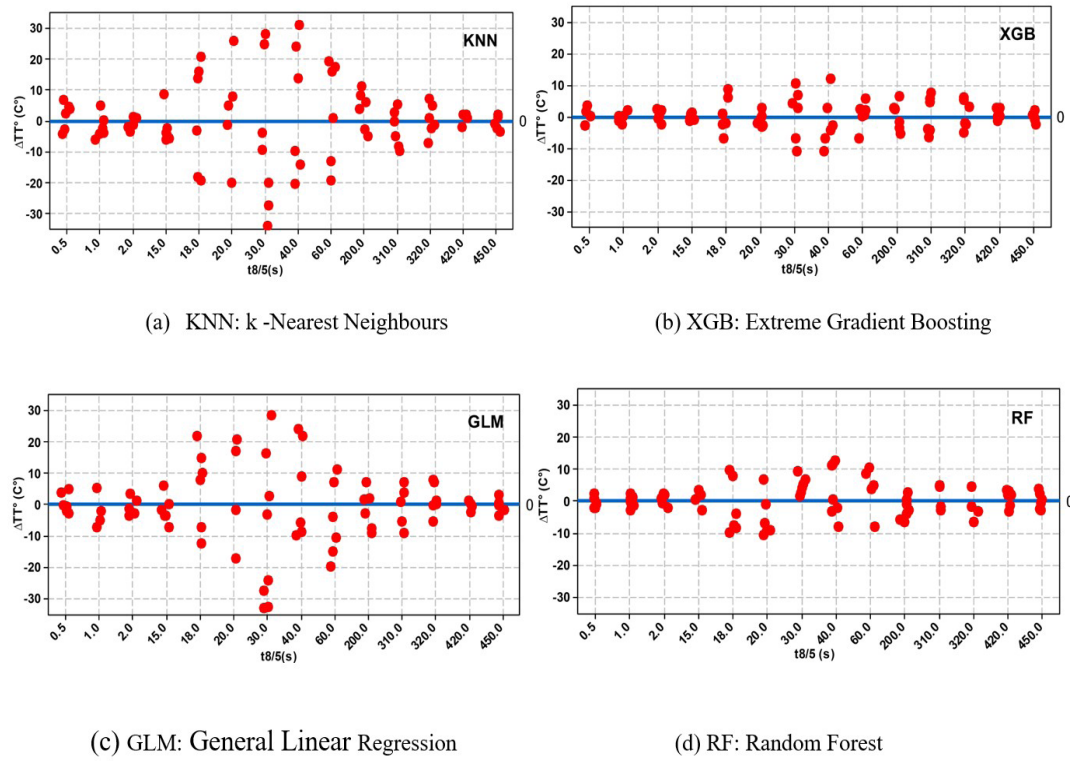 KNN
ΔTT° (C°)
30
20
10
0
-10
-20
-30
0
0.5 1.0 2.0 15.0 18.0 20.0 30.0 40.0 60.0 200.0 310.0 320.0 420.0 450.0
t8/5(s)
(a) KNN: k -Nearest Neighbours
XGB
ΔTT° (C°)
30
20
10
0
-10
-20
-30
0
0.5 1.0 2.0 15.0 18.0 20.0 30.0 40.0 60.0 200.0 310.0 320.0 420.0 450.0
t8/5(s)
(b) XGB: Extreme Gradient Boosting
GLM
ΔTT° (C°)
30
20
10
0
-10
-20
-30
0
0.5 1.0 2.0 15.0 18.0 20.0 30.0 40.0 60.0 200.0 310.0 320.0 420.0 450.0
t8/5 (s)
(c) GLM: General Linear Regression
RF
ΔTT° (C°)
30
20
10
0
-10
-20
-30
0
0.5 1.0 2.0 15.0 18.0 20.0 30.0 40.0 60.0 200.0 310.0 320.0 420.0 450.0
t8/5 (s)
(d) RF: Random Forest